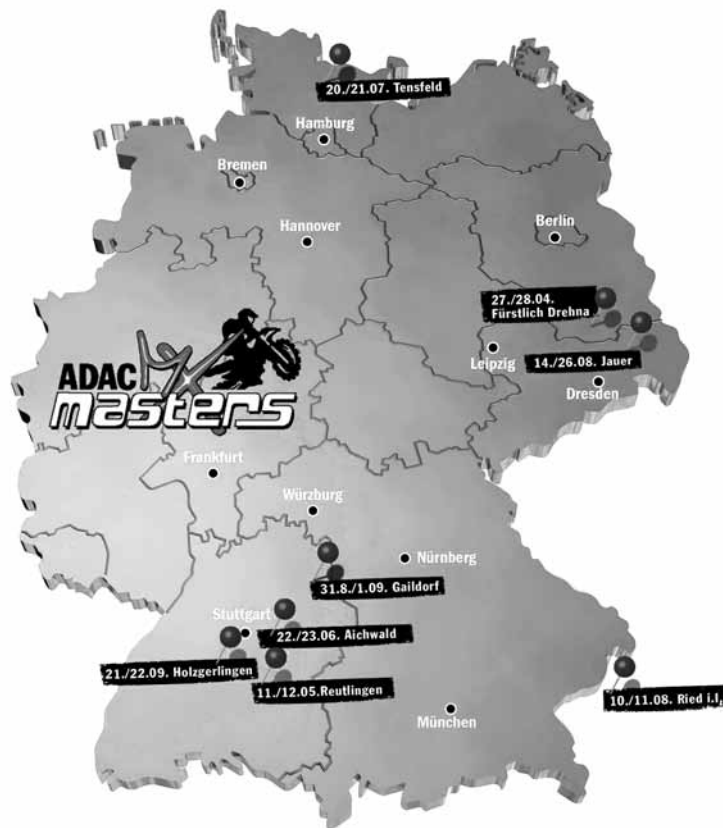 20./21.07. Tensfeld
Hamburg
Bremen
Hannover
Berlin
27./28.04.
Fürstlich Drehna
Leipzig
14./26.08. Jauer
Dresden
ADAC MX
masters
Frankfurt
Würzburg
Nürnberg
31.8./1.09. Gaildorf
Stuttgart
22./23.06. Aichwald
21./22.09. Holzgerlingen
11./12.05.Reutlingen
10./11.08. Ried i.I.
München